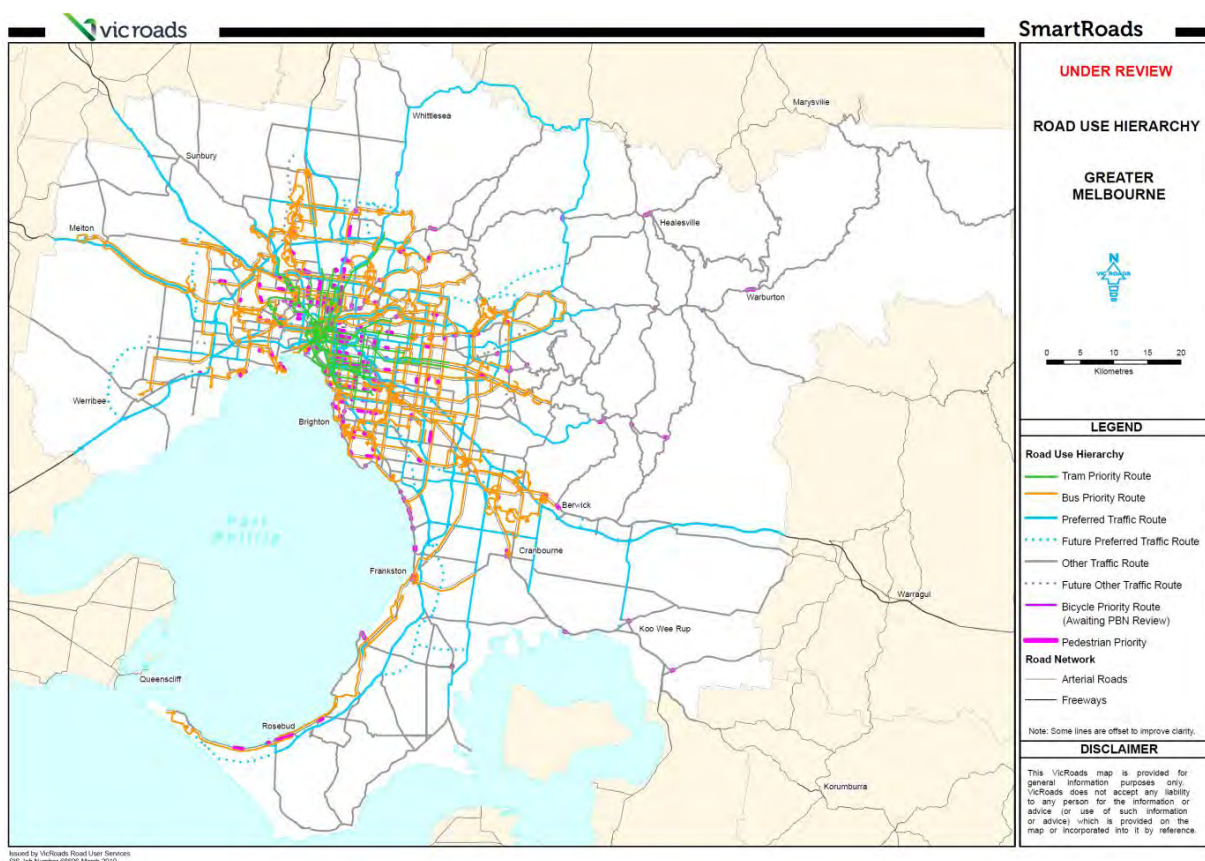 vicroads
SmartRoads
UNDER REVIEW
ROAD USE HIERARCHY
GREATER
MELBOURNE
N
VIC ROADS
0 5 10 15 20
Kilometres
LEGEND
Road Use Hierarchy
Tram Priority Route
Bus Priority Route
Preferred Traffic Route
Future Preferred Traffic Route
Other Traffic Route
Future Other Traffic Route
Bicycle Priority Route
(Awaiting PBN Review)
Pedestrian Priority
Road Network
Arterial Roads
Freeways
Note: Some lines are offset to improve clarity.
DISCLAIMER
This VicRoads map is provided for
general information purposes only.
VicRoads does not accept any liability
to any person for the information or
advice (or use of such information
or advice) which is provided on the
map or incorporated into it by reference.
Marysville
Whittlesea
Sunbury
Healesville
Melton
Warburton
Werribee
Brighton
Berwick
Port
Phillip
Cranbourne
Frankston
Warragul
Koo Wee Rup
Queenscliff
Rosebud
Korumburra
Issued by VicRoads Road User Services